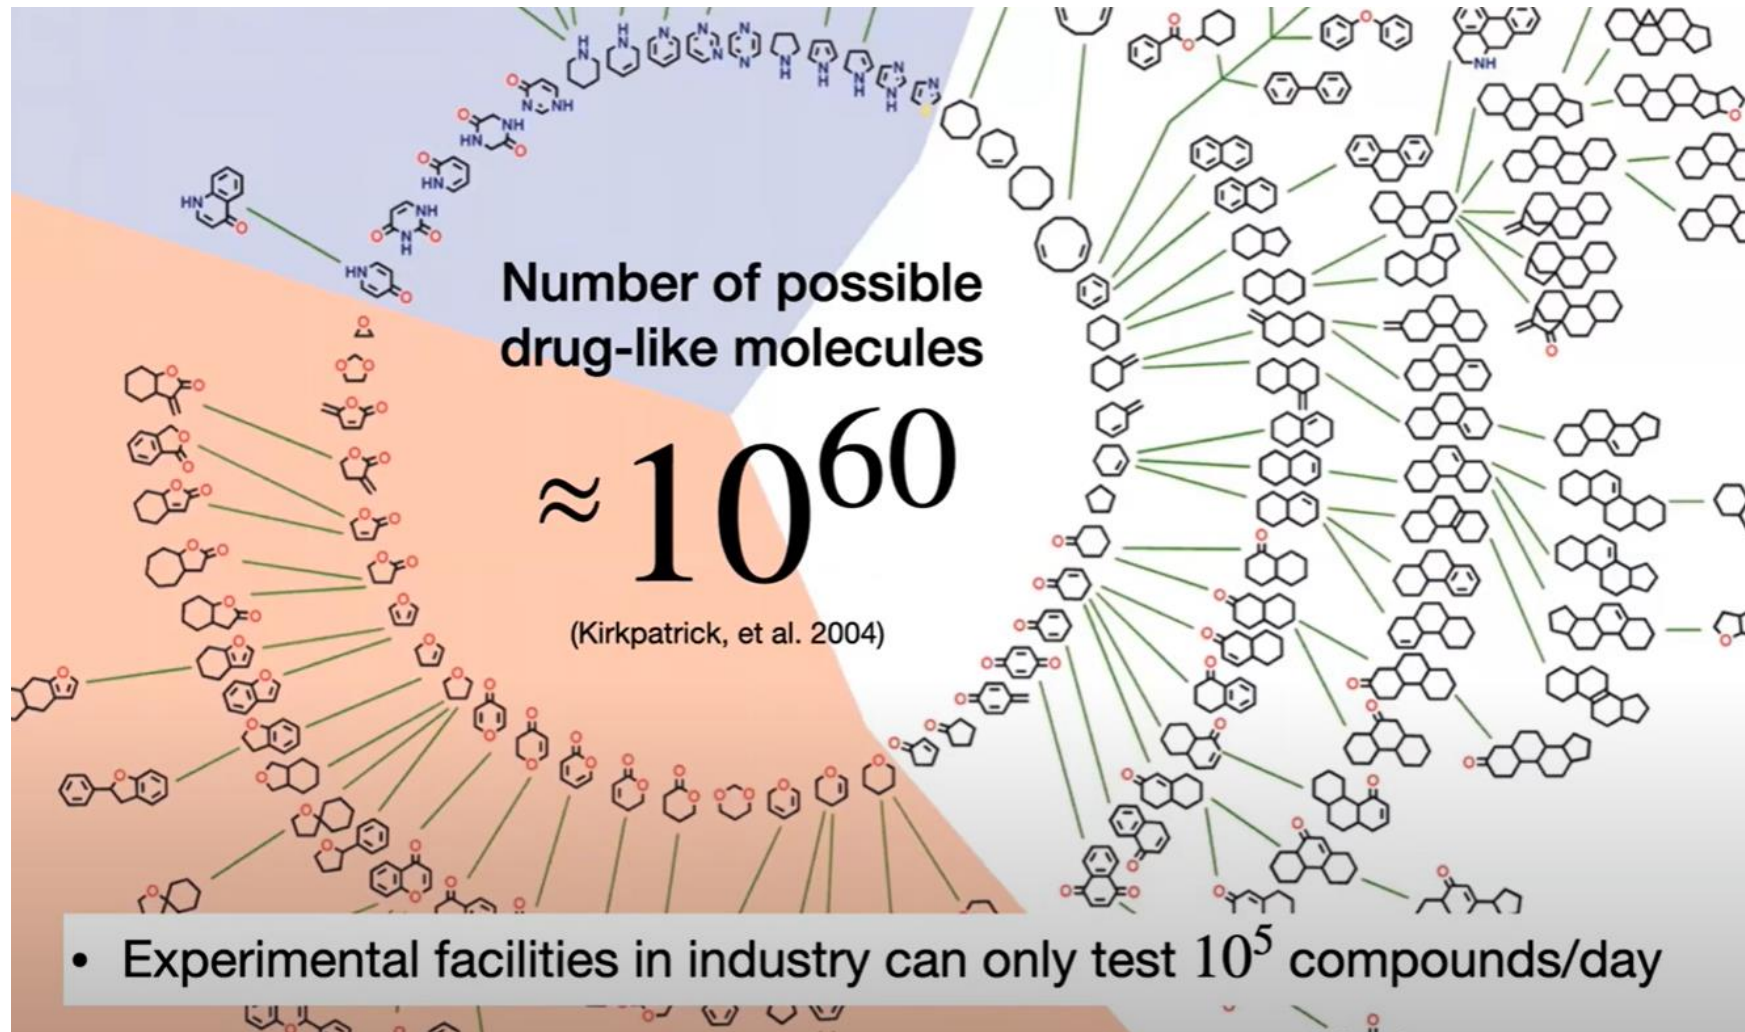 Number of possible
drug-like molecules
≈10^60
(Kirkpatrick, et al. 2004)
• Experimental facilities in industry can only test 10^5 compounds/day